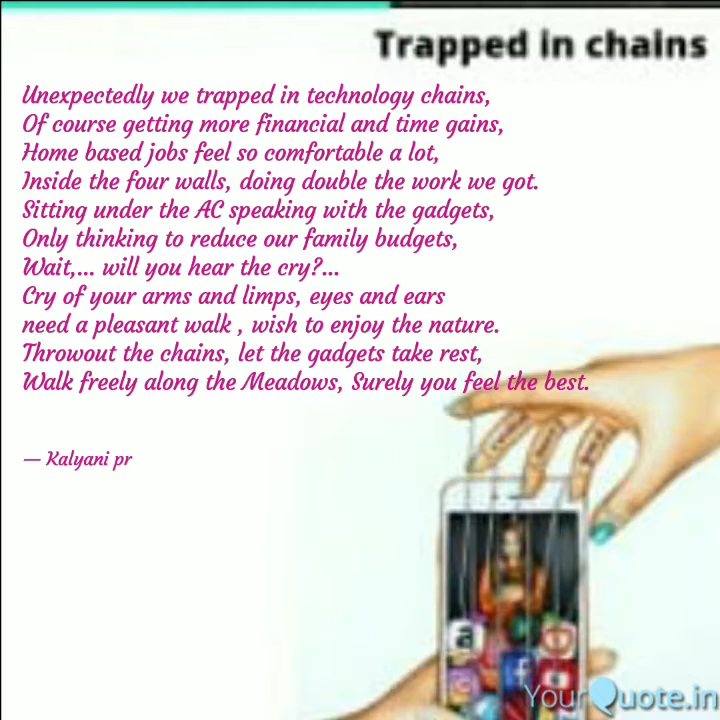 Trapped in chains
Unexpectedly we trapped in technology chains,
Of course getting more financial and time gains,
Home based jobs feel so comfortable a lot,
Inside the four walls, doing double the work we got.
Sitting under the AC speaking with the gadgets,
Only thinking to reduce our family budgets,
Wait,... will you hear the cry?...
Cry of your arms and limps, eyes and ears
need a pleasant walk , wish to enjoy the nature.
Throwout the chains, let the gadgets take rest,
Walk freely along the Meadows, Surely you feel the best.
— Kalyani pr
a
f
YourQuote.in